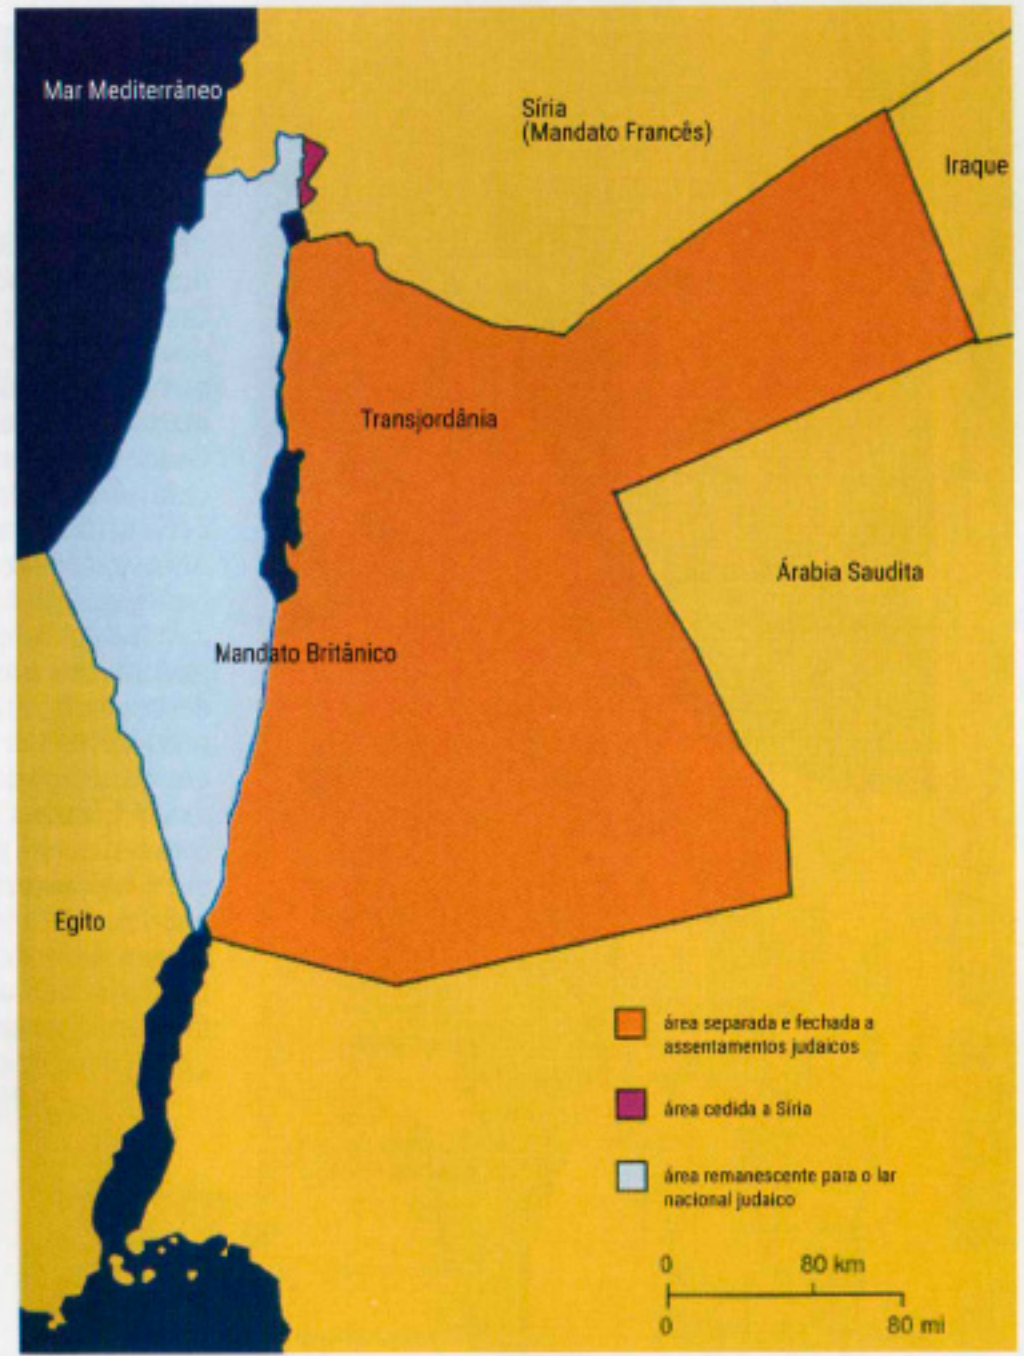 Mar Mediterrâneo
Síria
(Mandato Francês)
Iraque
Transjordânia
Árabia Saudita
Mandato Britânico
Egito
área separada e fechada a
assentamentos judaicos
área cedida a Síria
área remanescente para o lar
nacional judaico
0 80 km
0 80 mi